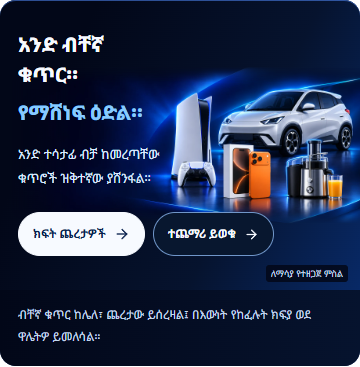 አንድ ብቸኛ
ቁጥር።
የማሸነፍ ዕድል።
አንድ ተሳታፊ ብቻ ከመረጣቸው
ቁጥሮች ዝቅተኛው ያሸንፋል።
ክፍት ጨረታዎች →
ተጨማሪ ይወቁ →
ለማሳያ የተዘጋጀ ምስል
ብቸኛ ቁጥር ከሌለ፣ ጨረታው ይሰረዛል፤ በእውነት የከፈሉት ክፍያ ወደ
ዋሌትዎ ይመለሳል።